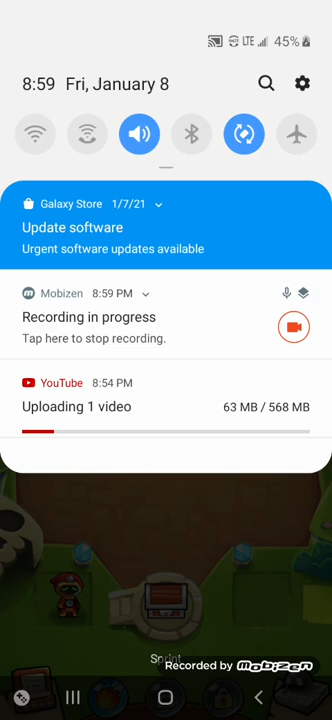 LTE 45%
8:59 Fri, January 8
Galaxy Store 1/7/21
Update software
Urgent software updates available
Mobizen 8:59 PM
Recording in progress
Tap here to stop recording.
YouTube 8:54 PM
Uploading 1 video 63 MB / 568 MB
Sprint
Recorded by mobizen